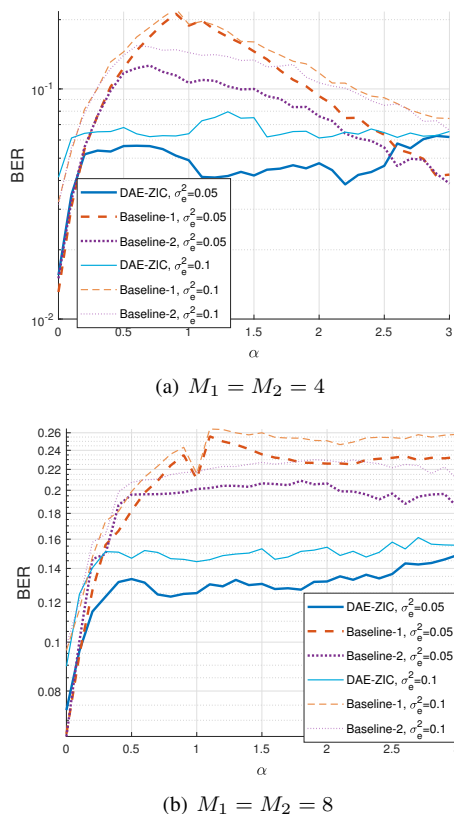 BER
10^{-1}
10^{-2}
DAE-ZIC, σ_e^2=0.05
Baseline-1, σ_e^2=0.05
Baseline-2, σ_e^2=0.05
DAE-ZIC, σ_e^2=0.1
Baseline-1, σ_e^2=0.1
Baseline-2, σ_e^2=0.1
0 0.5 1 1.5 2 2.5 3
α
(a) M_1 = M_2 = 4
BER
0.26
0.24
0.22
0.2
0.18
0.16
0.14
0.12
0.1
0.08
DAE-ZIC, σ_e^2=0.05
Baseline-1, σ_e^2=0.05
Baseline-2, σ_e^2=0.05
DAE-ZIC, σ_e^2=0.1
Baseline-1, σ_e^2=0.1
Baseline-2, σ_e^2=0.1
0 0.5 1 1.5 2 2.5
α
(b) M_1 = M_2 = 8